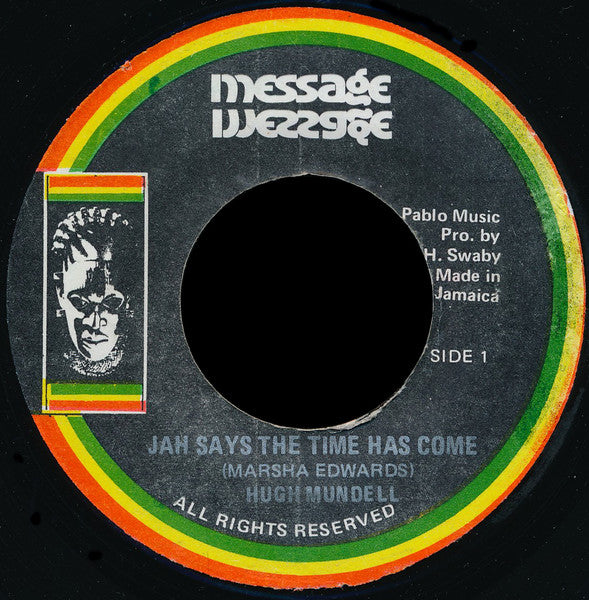 message
message
Pablo Music
Pro. by
H. Swaby
Made in
Jamaica
SIDE 1
JAH SAYS THE TIME HAS COME
(MARSHA EDWARDS)
HUGH MUNDELL
ALL RIGHTS RESERVED